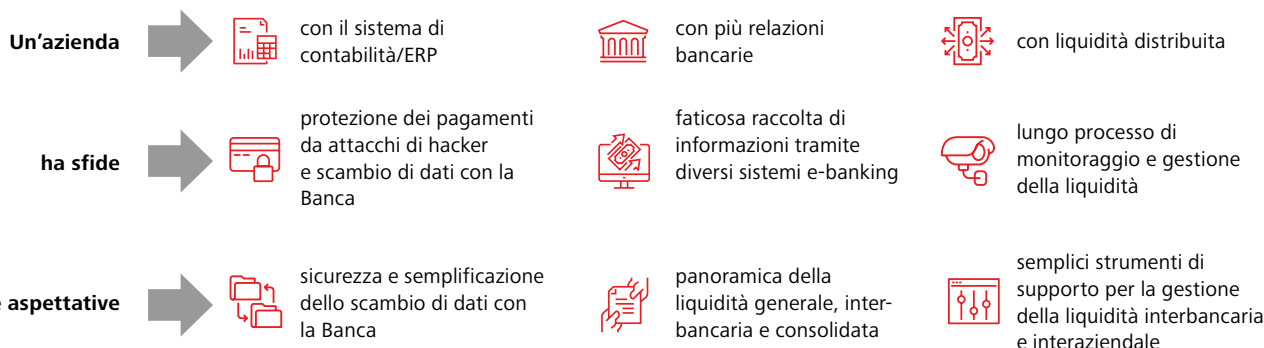 Un'azienda
con il sistema di
contabilità/ERP
con più relazioni
bancarie
con liquidità distribuita
ha sfide
protezione dei pagamenti
da attacchi di hacker
e scambio di dati con la
Banca
faticosa raccolta di
informazioni tramite
diversi sistemi e-banking
lungo processo di
monitoraggio e gestione
della liquidità
e aspettative
sicurezza e semplificazione
dello scambio di dati con
la Banca
panoramica della
liquidità generale, inter-
bancaria e consolidata
semplici strumenti di
supporto per la gestione
della liquidità interbancaria
e interaziendale